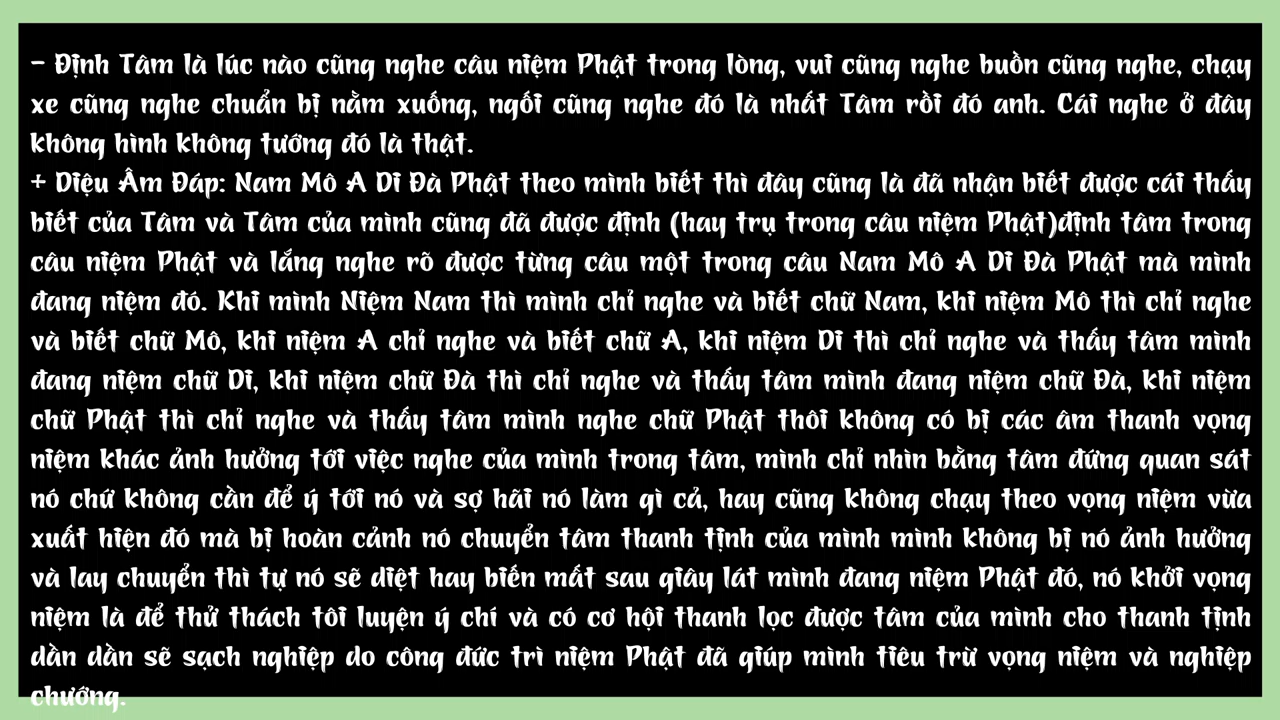 – Định Tâm là lúc nào cũng nghe câu niệm Phật trong lòng, vui cũng nghe buồn cũng nghe, chạy
xe cũng nghe chuẩn bị nằm xuống, ngối cũng nghe đó là nhất Tâm rồi đó anh. Cái nghe ở đây
không hình không tướng đó là thật.
+ Diệu Âm Đáp: Nam Mô A Di Đà Phật theo mình biết thì đây cũng là đã nhận biết được cái thấy
biết của Tâm và Tâm của mình cũng đã được định (hay trụ trong câu niệm Phật)định tâm trong
câu niệm Phật và lắng nghe rõ được từng câu một trong câu Nam Mô A Di Đà Phật mà mình
đang niệm đó. Khi mình Niệm Nam thì mình chỉ nghe và biết chữ Nam, khi niệm Mô thì chỉ nghe
và biết chữ Mô, khi niệm A chỉ nghe và biết chữ A, khi niệm Di thì chỉ nghe và thấy tâm mình
đang niệm chữ Di, khi niệm chữ Đà thì chỉ nghe và thấy tâm mình đang niệm chữ Đà, khi niệm
chữ Phật thì chỉ nghe và thấy tâm mình nghe chữ Phật thôi không có bị các âm thanh vọng
niệm khác ảnh hưởng tới việc nghe của mình trong tâm, mình chỉ nhìn bằng tâm đứng quan sát
nó chứ không cần để ý tới nó và sợ hãi nó làm gì cả, hay cũng không chạy theo vọng niệm vừa
xuất hiện đó mà bị hoàn cảnh nó chuyển tâm thanh tịnh của mình mình không bị nó ảnh hưởng
và lay chuyển thì tự nó sẽ diệt hay biến mất sau giây lát mình đang niệm Phật đó, nó khởi vọng
niệm là để thử thách tôi luyện ý chí và có cơ hội thanh lọc được tâm của mình cho thanh tịnh
dần dần sẽ sạch nghiệp do công đức trì niệm Phật đã giúp mình tiêu trừ vọng niệm và nghiệp
chướng.